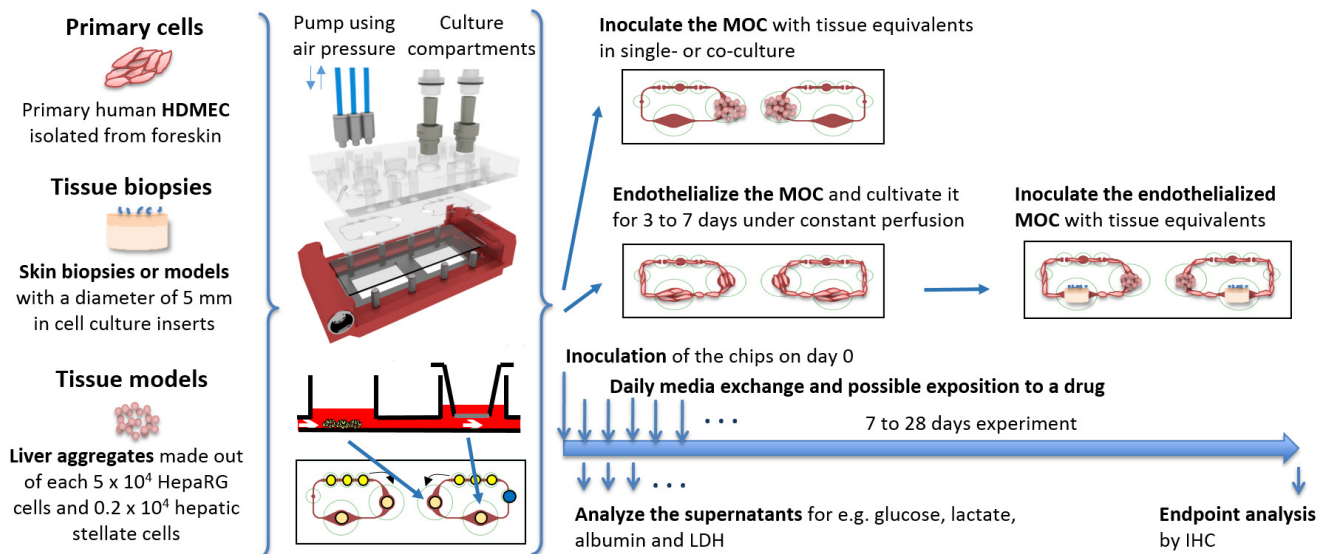 Primary cells
Primary human HDMEC
isolated from foreskin
Tissue biopsies
Skin biopsies or models
with a diameter of 5 mm
in cell culture inserts
Tissue models
Liver aggregates made out
of each 5 x 10⁴ HepaRG
cells and 0.2 x 10⁴ hepatic
stellate cells
Pump using
air pressure
Culture
compartments
Inoculate the MOC with tissue equivalents
in single- or co-culture
Endothelialize the MOC and cultivate it
for 3 to 7 days under constant perfusion
Inoculate the endothelialized
MOC with tissue equivalents
Inoculation of the chips on day 0
Daily media exchange and possible exposition to a drug
...
7 to 28 days experiment
...
Analyze the supernatants for e.g. glucose, lactate,
albumin and LDH
Endpoint analysis
by IHC